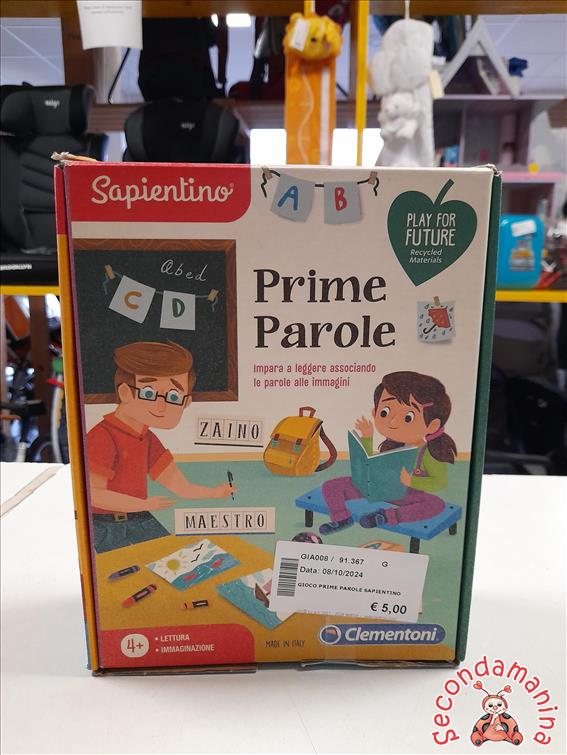 Sapientino®
A B
PLAY FOR
FUTURE
Recycled
Materials
Abcd
C D
Prime
Parole
Impara a leggere associando
le parole alle immagini
ZAINO
MAESTRO
GIA008 / 91.367 G
Data: 08/10/2024
GIOCO PRIME PAROLE SAPIENTINO
€ 5,00
4+
• LETTURA
• IMMAGINAZIONE
MADE IN ITALY
Clementoni®
Secondamanina